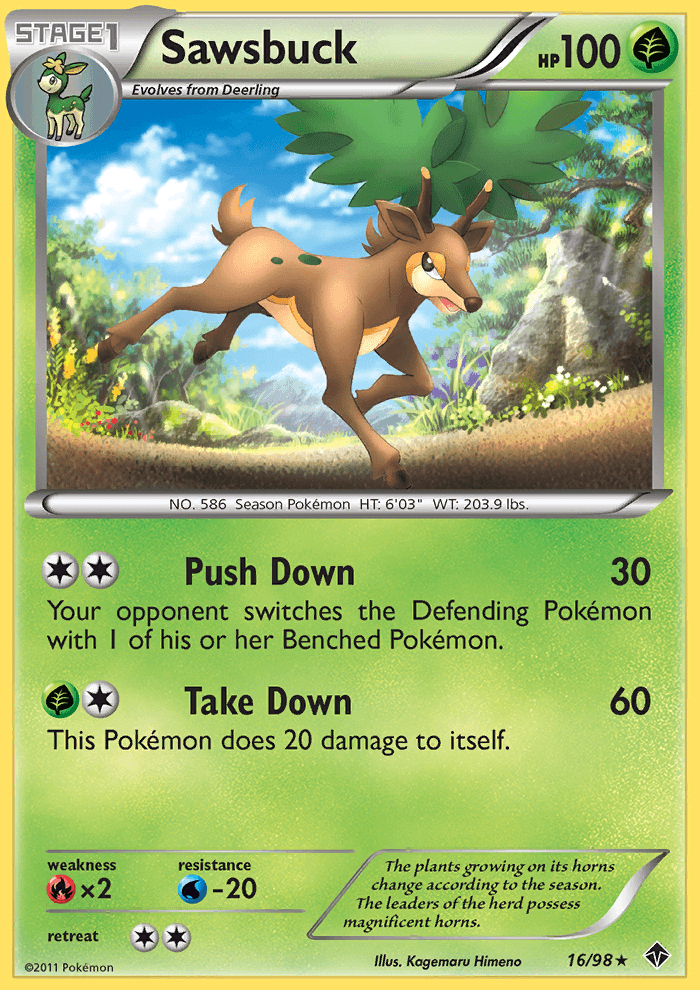 STAGE1
Sawsbuck
HP100
Evolves from Deerling
NO. 586 Season Pokémon HT: 6'03" WT: 203.9 lbs.
Push Down 30
Your opponent switches the Defending Pokémon
with 1 of his or her Benched Pokémon.
Take Down 60
This Pokémon does 20 damage to itself.
weakness resistance
×2 -20
The plants growing on its horns
change according to the season.
The leaders of the herd possess
magnificent horns.
retreat
©2011 Pokémon
Illus. Kagemaru Himeno
16/98★